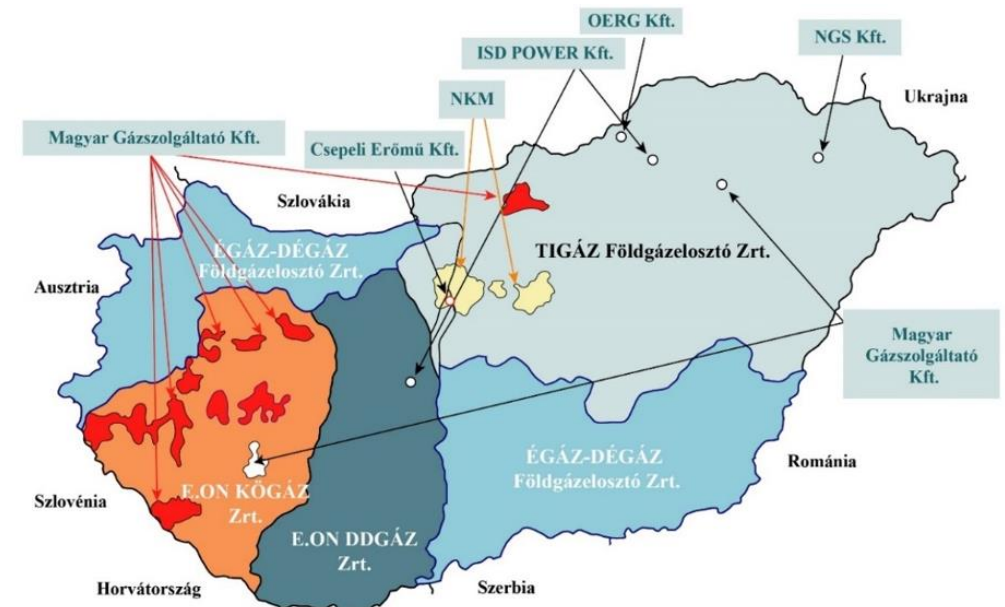 OERG Kft.
ISD POWER Kft.
NGS Kft.
NKM
Ukrajna
Magyar Gázszolgáltató Kft.
Csepeli Erőmű Kft.
Szlovákia
ÉGÁZ-DÉGÁZ
Földgázelosztó Zrt.
TIGÁZ Földgázelosztó Zrt.
Ausztria
Magyar
Gázszolgáltató
Kft.
ÉGÁZ-DÉGÁZ
Földgázelosztó Zrt.
Románia
Szlovénia
E.ON KÖGÁZ
Zrt.
E.ON DDGÁZ
Zrt.
Horvátország
Szerbia